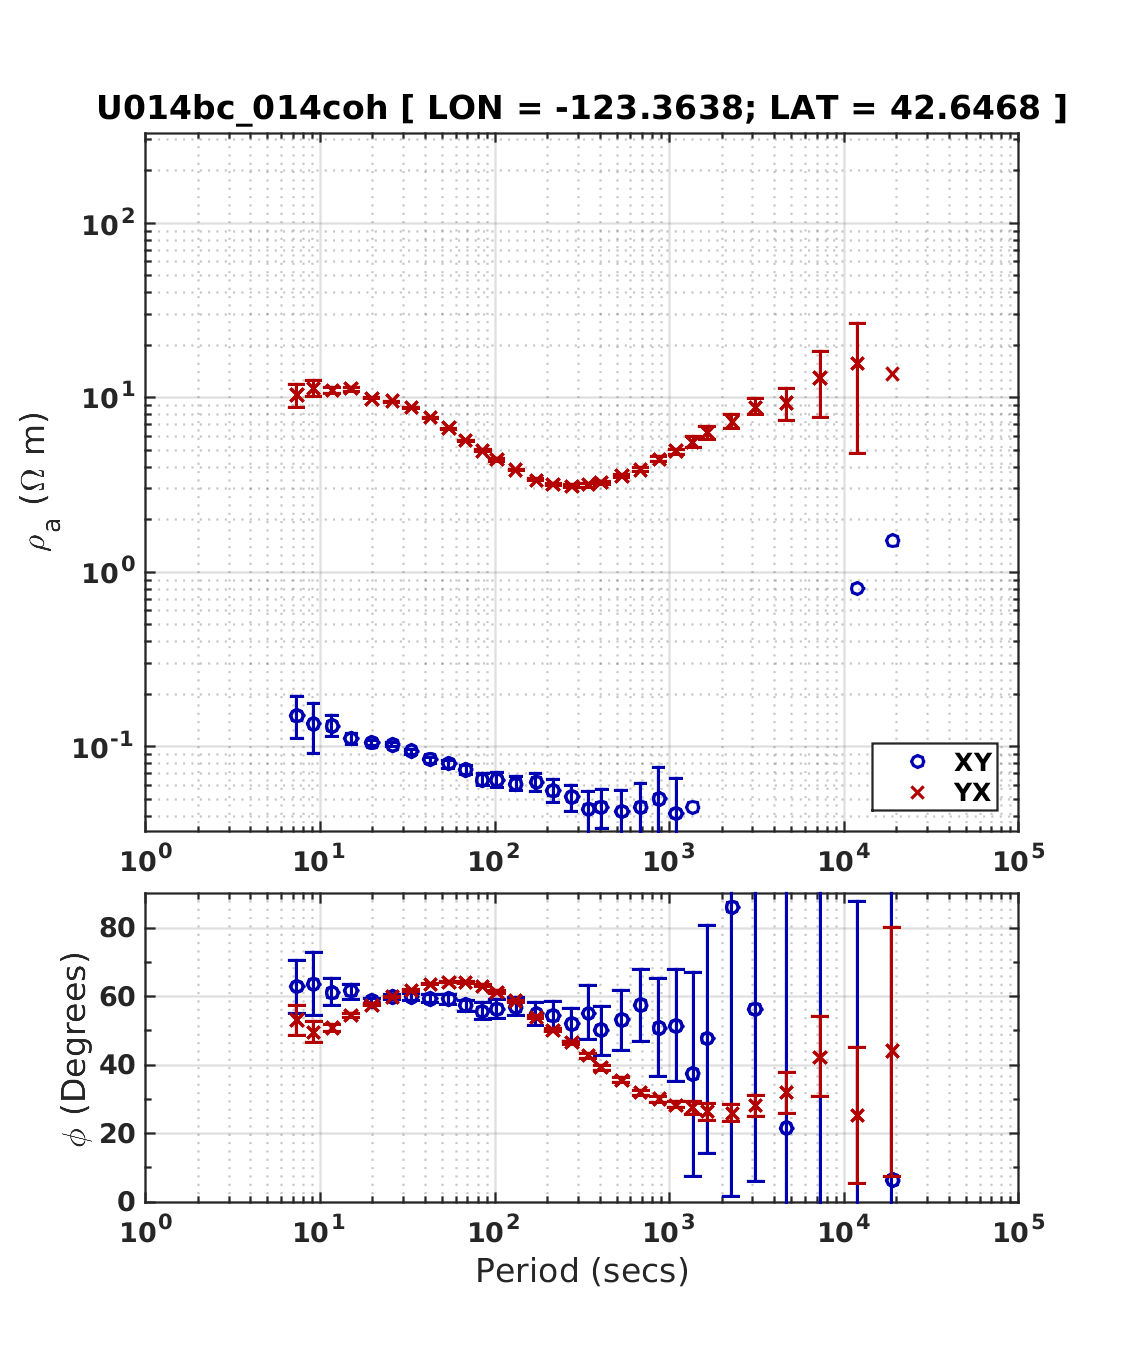 U014bc_014coh [ LON = -123.3638; LAT = 42.6468 ]
ρa (Ω m)
10^2
10^1
10^0
10^-1
XY
YX
10^0 10^1 10^2 10^3 10^4 10^5
ϕ (Degrees)
80
60
40
20
0
10^0 10^1 10^2 10^3 10^4 10^5
Period (secs)